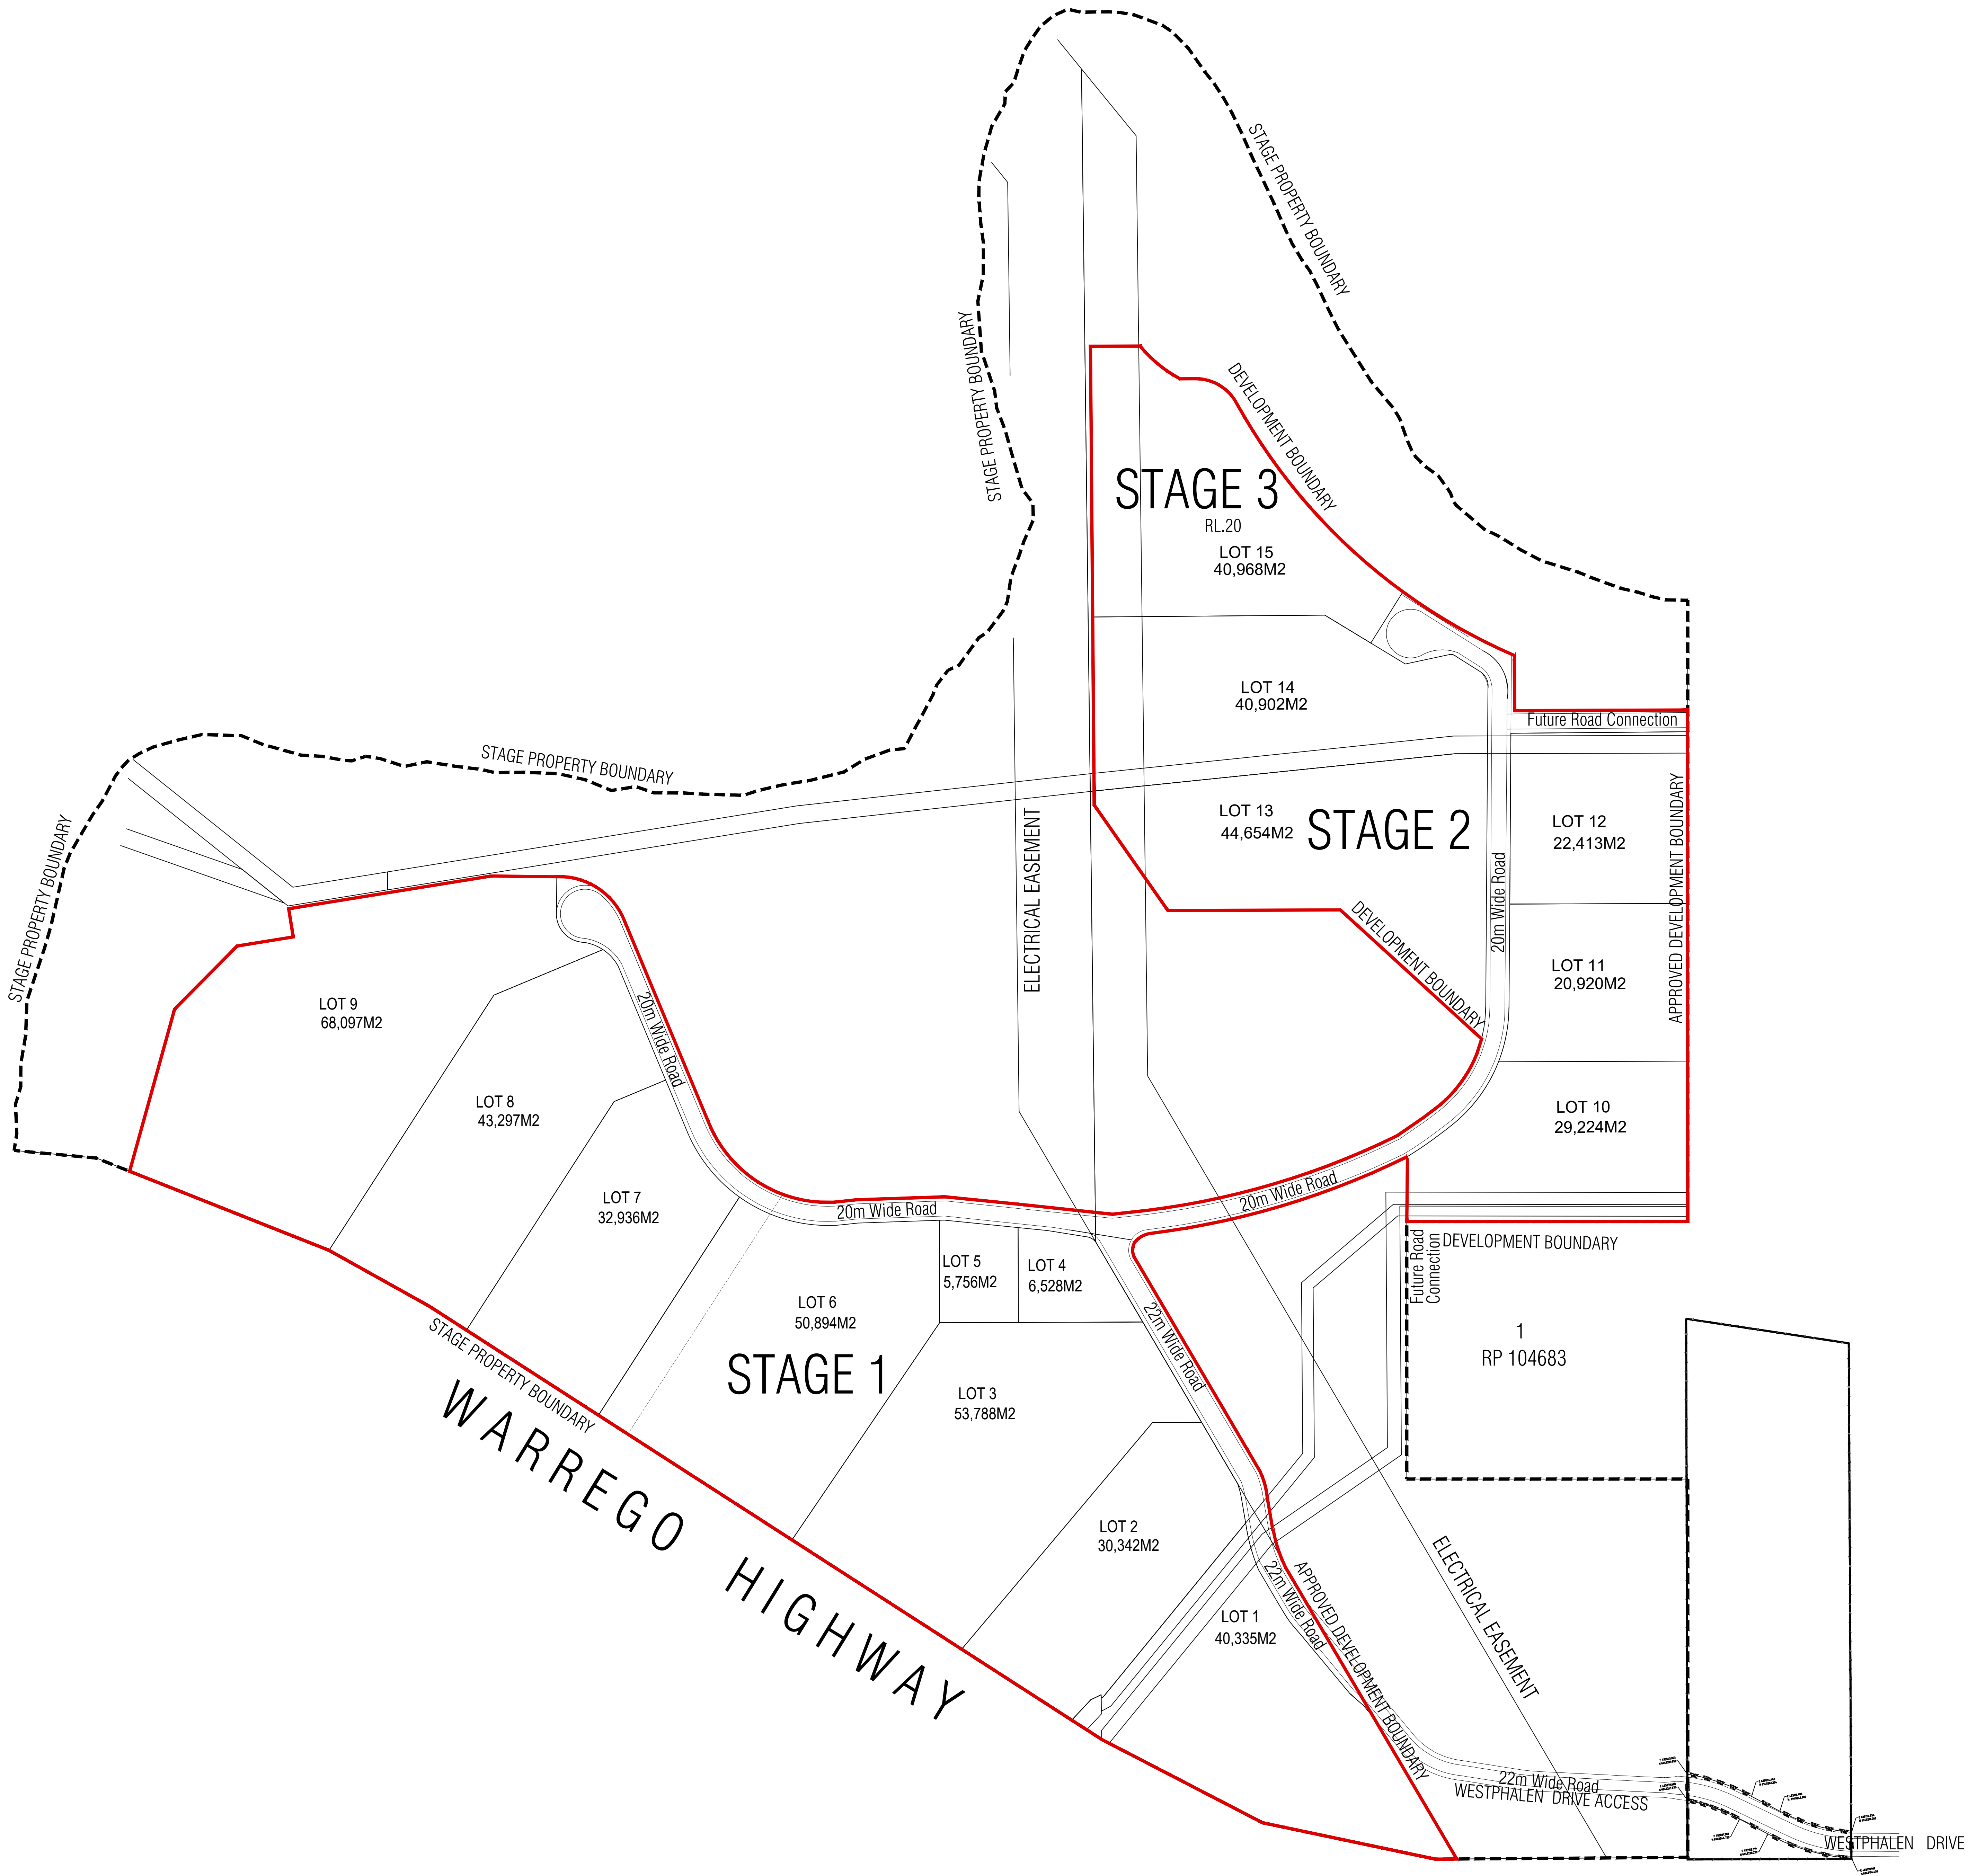 STAGE PROPERTY BOUNDARY
STAGE PROPERTY BOUNDARY
DEVELOPMENT BOUNDARY
STAGE 3
RL.20
LOT 15
40,968M2
LOT 14
40,902M2
Future Road Connection
STAGE PROPERTY BOUNDARY
STAGE PROPERTY BOUNDARY
ELECTRICAL EASEMENT
LOT 13
44,654M2
STAGE 2
20m Wide Road
LOT 12
22,413M2
APPROVED DEVELOPMENT BOUNDARY
DEVELOPMENT BOUNDARY
LOT 11
20,920M2
LOT 10
29,224M2
LOT 9
68,097M2
20m Wide Road
LOT 8
43,297M2
LOT 7
32,936M2
20m Wide Road
20m Wide Road
DEVELOPMENT BOUNDARY
Future Road
Connection
LOT 5
5,756M2
LOT 4
6,528M2
LOT 6
50,894M2
STAGE 1
22m Wide Road
1
RP 104683
STAGE PROPERTY BOUNDARY
LOT 3
53,788M2
WARREGO HIGHWAY
LOT 2
30,342M2
LOT 1
40,335M2
22m Wide Road
APPROVED DEVELOPMENT BOUNDARY
ELECTRICAL EASEMENT
22m Wide Road
WESTPHALEN DRIVE ACCESS
WESTPHALEN DRIVE